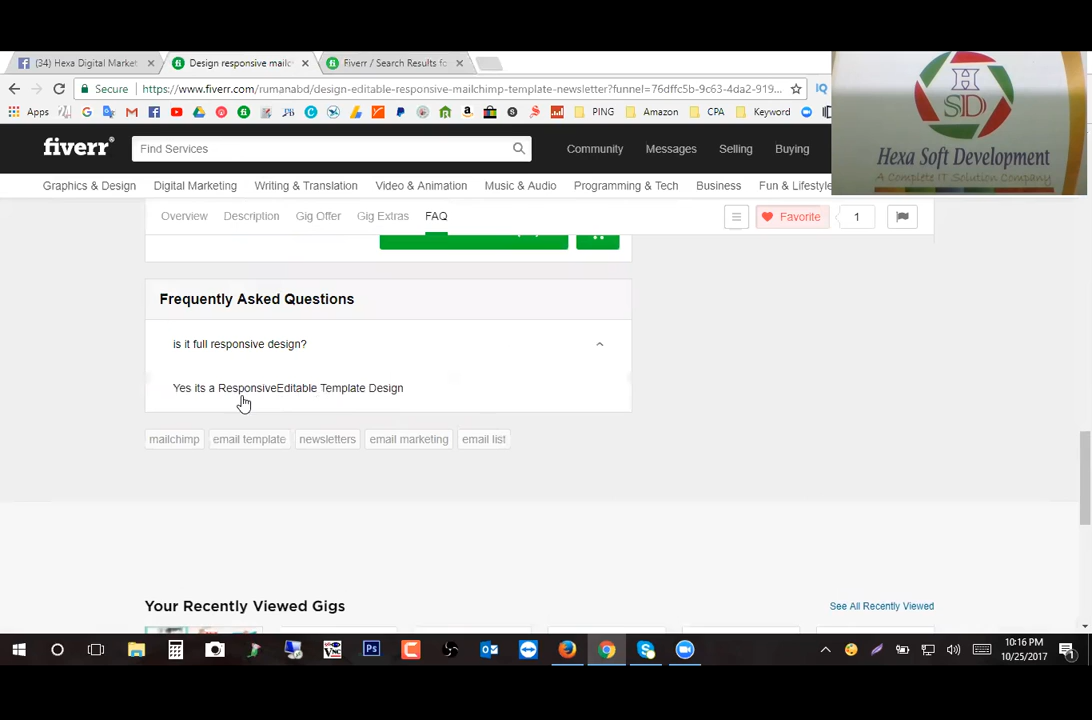 (34) Hexa Digital Market
Design responsive mailc
Fiverr / Search Results fo
Secure
https://www.fiverr.com/rumanabd/design-editable-responsive-mailchimp-template-newsletter?funnel=76dffc5b-9c63-4da2-919...
IQ
Apps
PING
Amazon
CPA
Keyword
HSD
Hexa Soft Development
A Complete IT Solution Company
fiverr
Find Services
Community
Messages
Selling
Buying
Graphics & Design
Digital Marketing
Writing & Translation
Video & Animation
Music & Audio
Programming & Tech
Business
Fun & Lifestyle
Overview
Description
Gig Offer
Gig Extras
FAQ
Favorite
1
Frequently Asked Questions
is it full responsive design?
Yes its a ResponsiveEditable Template Design
mailchimp
email template
newsletters
email marketing
email list
Your Recently Viewed Gigs
See All Recently Viewed
10:16 PM
10/25/2017